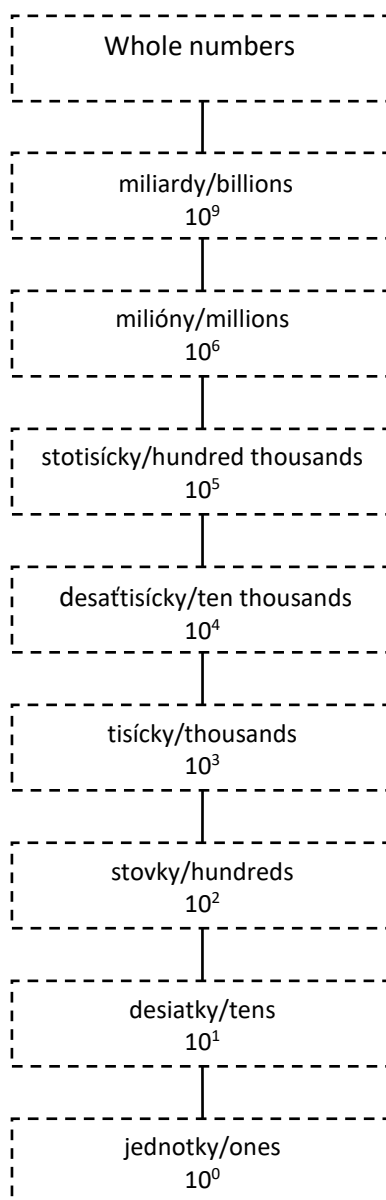 Whole numbers
miliardy/billions
10⁹
milióny/millions
10⁶
stotisícky/hundred thousands
10⁵
desaťtisícky/ten thousands
10⁴
tisícky/thousands
10³
stovky/hundreds
10²
desiatky/tens
10¹
jednotky/ones
10⁰